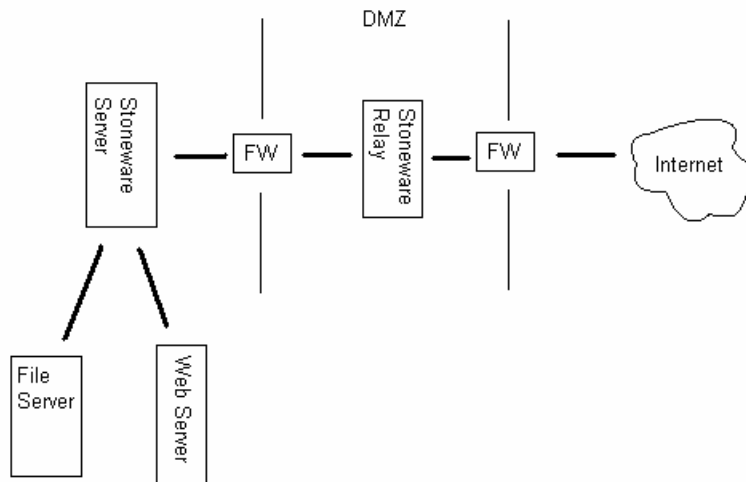 DMZ
Stoneware
Server
FW
Stoneware
Relay
FW
Internet
File
Server
Web Server